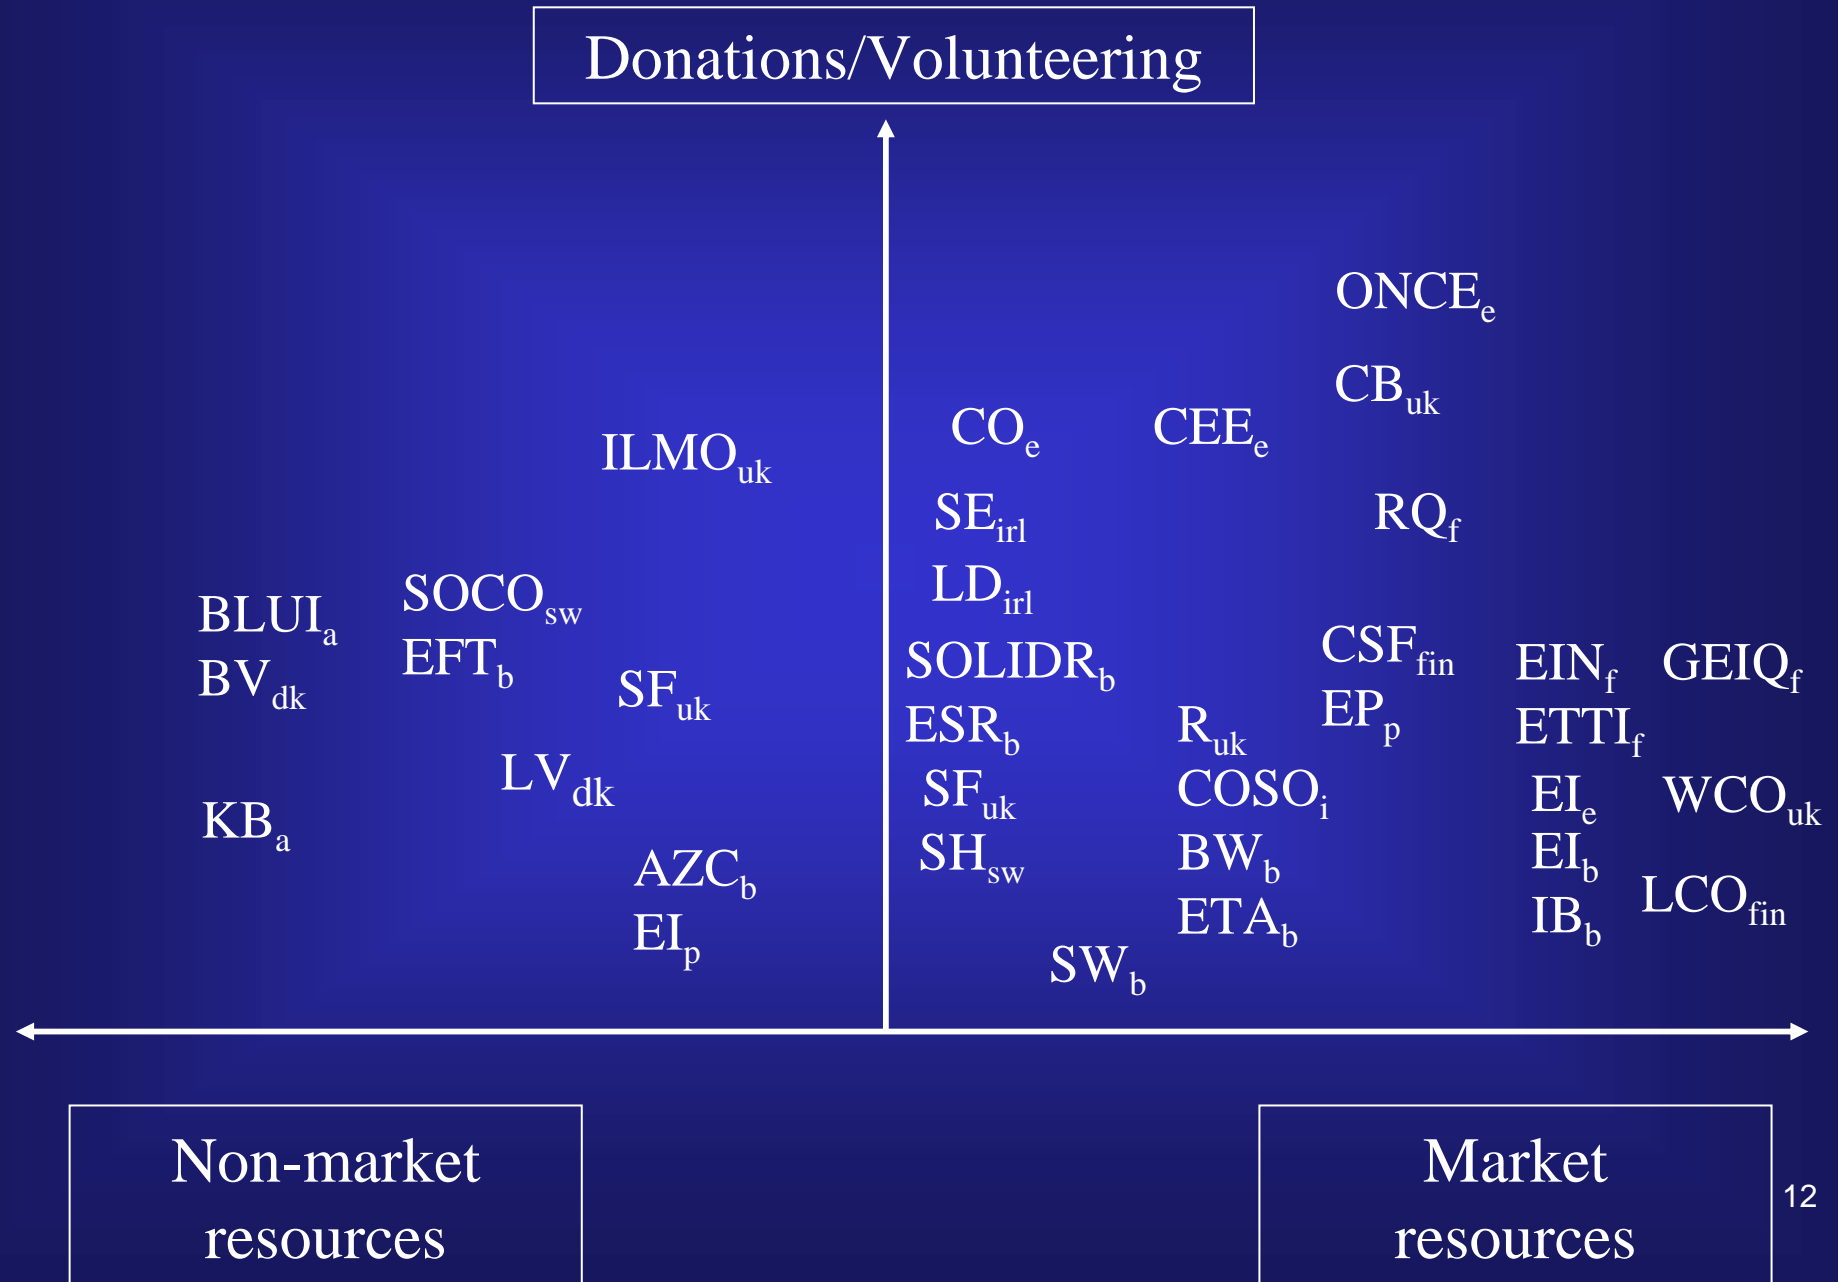 Donations/Volunteering
ONCEe
CBuk
COe
CEEe
ILMOuk
SEirl
RQf
LDirl
SOCOsw
BLUIa
EFTb
BVdk
SFuk
SOLIDRb
CSFfin
EINf
GEIQf
ESRb
Ruk
EPp
ETTIf
LVdk
SFuk
COSOi
EIe
WCOuk
KBa
SHsw
BWb
EIb
AZCb
LCOfin
ETAb
IBb
EIp
SWb
Non-market
resources
Market
resources
12